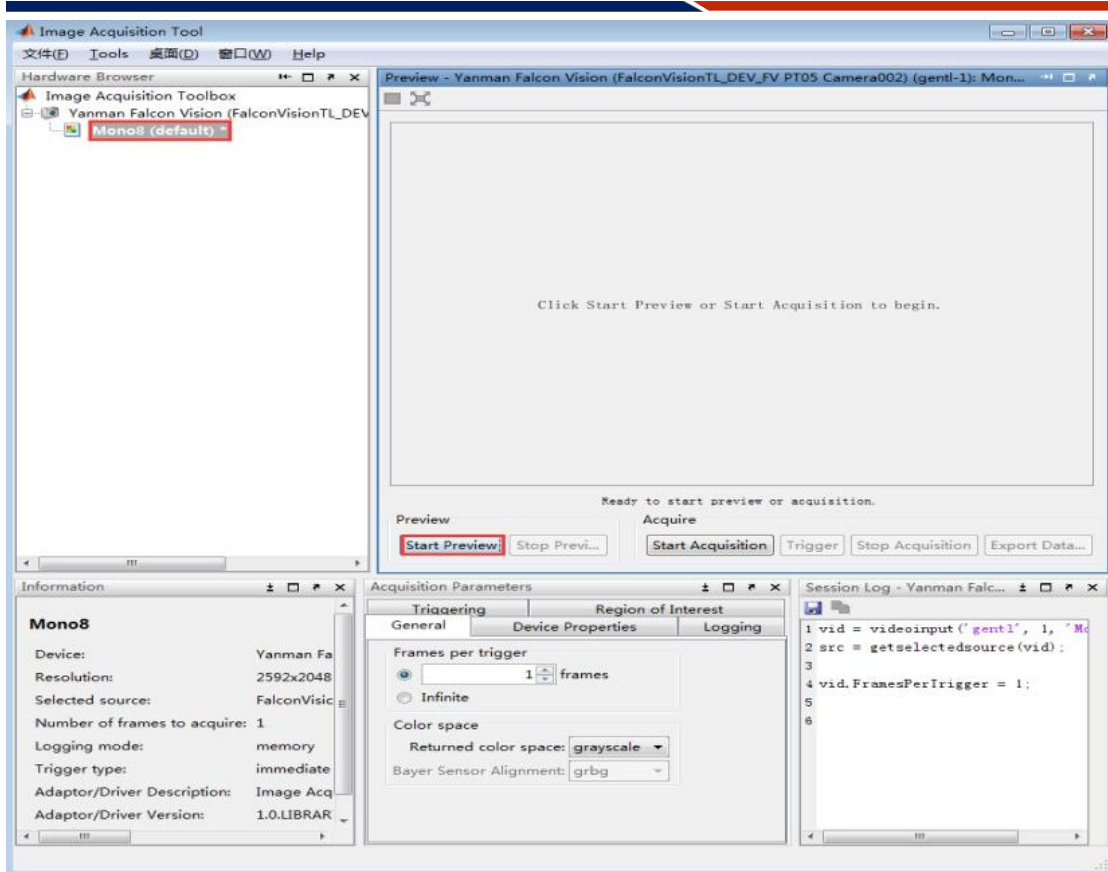 Image Acquisition Tool
文件(F) Tools 桌面(D) 窗口(W) Help
Hardware Browser
Image Acquisition Toolbox
Yanman Falcon Vision (FalconVisionTL_DEV
Mono8 (default) *
Preview - Yanman Falcon Vision (FalconVisionTL_DEV_FV PT05 Camera002) (gentl-1): Mon...
Click Start Preview or Start Acquisition to begin.
Ready to start preview or acquisition.
Preview
Start Preview Stop Previ...
Acquire
Start Acquisition Trigger Stop Acquisition Export Data...
Information
Mono8
Device: Yanman Fa
Resolution: 2592x2048
Selected source: FalconVisic
Number of frames to acquire: 1
Logging mode: memory
Trigger type: immediate
Adaptor/Driver Description: Image Acq
Adaptor/Driver Version: 1.0.LIBRAR
Acquisition Parameters
Triggering Region of Interest
General Device Properties Logging
Frames per trigger
1 frames
Infinite
Color space
Returned color space: grayscale
Bayer Sensor Alignment: grbg
Session Log - Yanman Falc...
1 vid = videoinput('gentl', 1, 'Mo
2 src = getselectedsource(vid);
3
4 vid.FramesPerTrigger = 1;
5
6